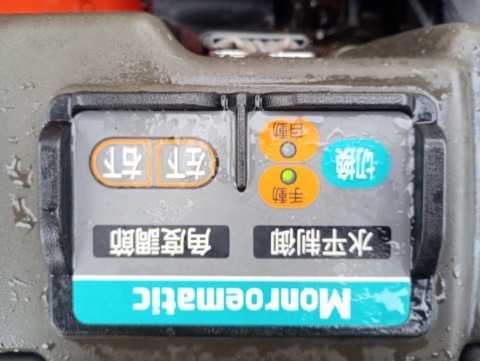 Monroematic
水平制御 角度調節
手動
切換 左下 右下
自動